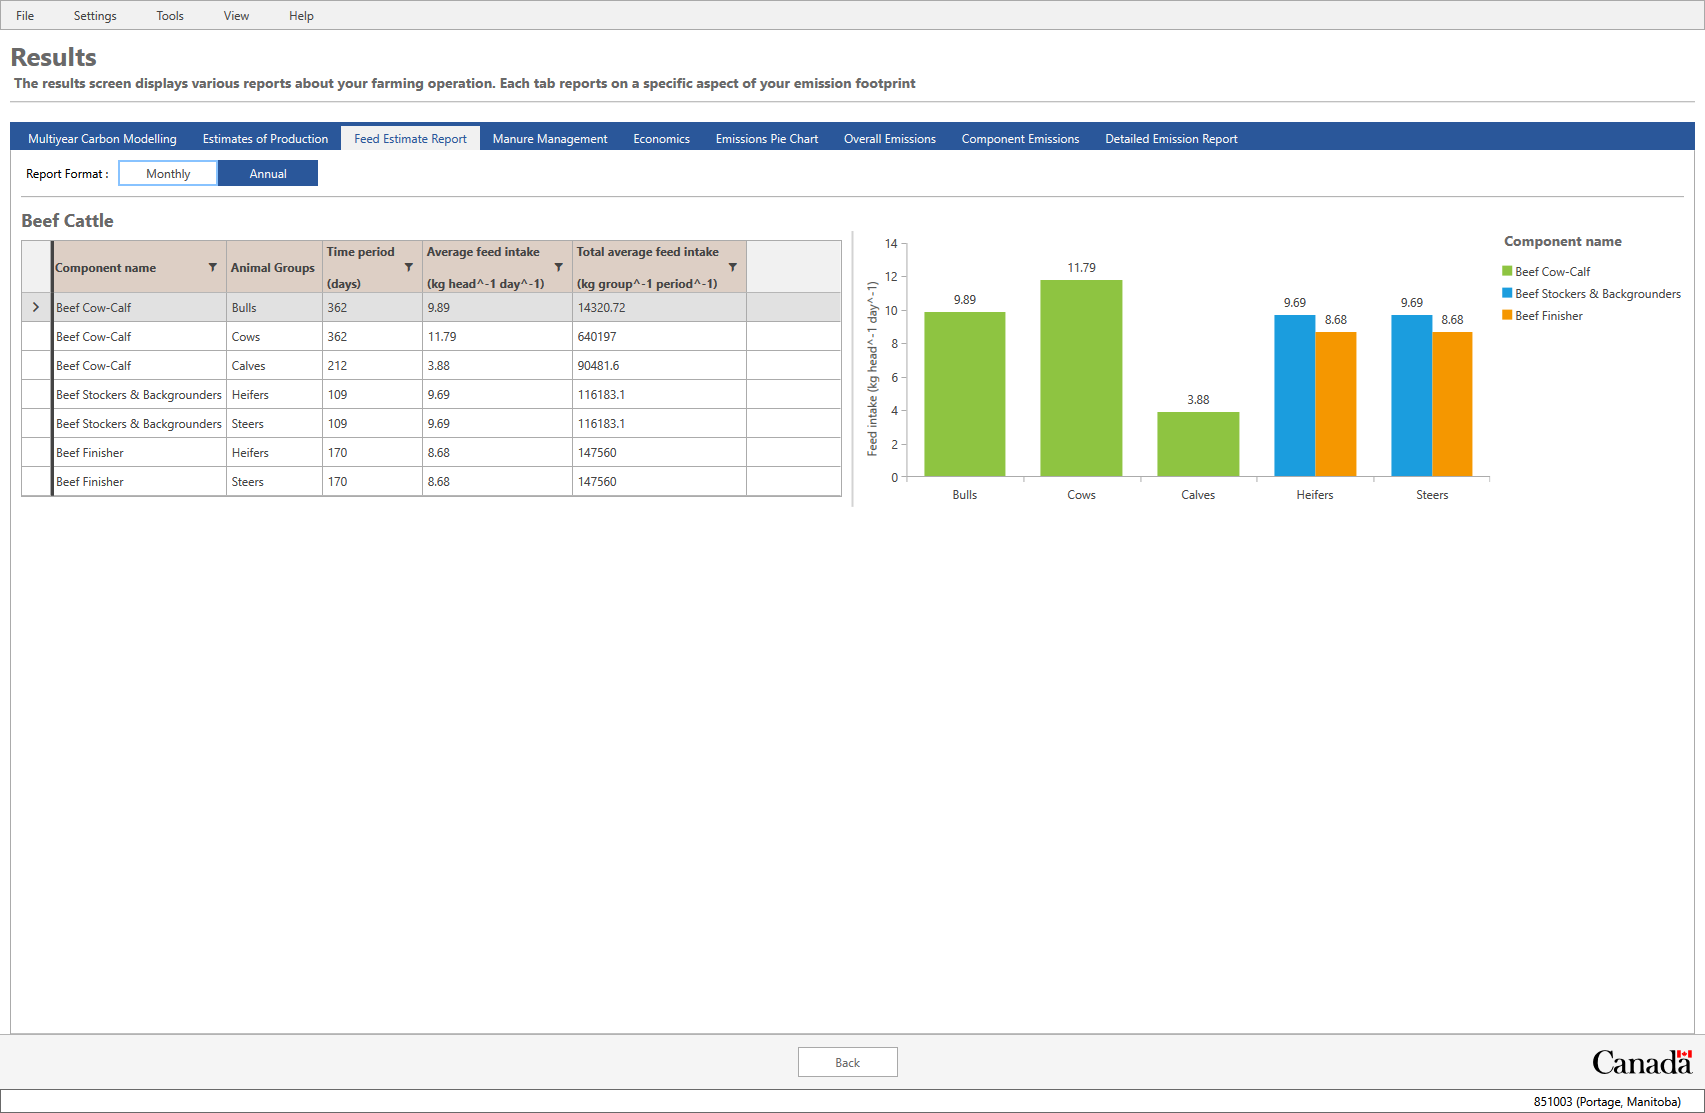 File Settings Tools View Help
Results
The results screen displays various reports about your farming operation. Each tab reports on a specific aspect of your emission footprint
Multiyear Carbon Modelling Estimates of Production Feed Estimate Report Manure Management Economics Emissions Pie Chart Overall Emissions Component Emissions Detailed Emission Report
Report Format : Monthly Annual
Beef Cattle
Component name Animal Groups Time period (days) Average feed intake (kg head^-1 day^-1) Total average feed intake (kg group^-1 period^-1)
Beef Cow-Calf Bulls 362 9.89 14320.72
Beef Cow-Calf Cows 362 11.79 640197
Beef Cow-Calf Calves 212 3.88 90481.6
Beef Stockers & Backgrounders Heifers 109 9.69 116183.1
Beef Stockers & Backgrounders Steers 109 9.69 116183.1
Beef Finisher Heifers 170 8.68 147560
Beef Finisher Steers 170 8.68 147560
Feed intake (kg head^-1 day^-1)
14
12
10
8
6
4
2
0
9.89 11.79 3.88 9.69 8.68 9.69 8.68
Bulls Cows Calves Heifers Steers
Component name
Beef Cow-Calf
Beef Stockers & Backgrounders
Beef Finisher
Back
Canada
851003 (Portage, Manitoba)